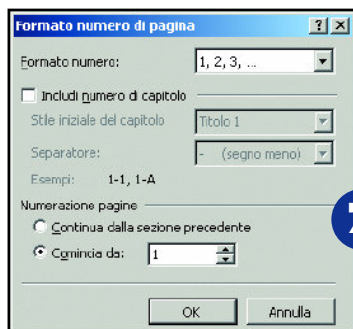 Formato numero di pagina
Formato numero: 1, 2, 3, ...
Includi numero di capitolo
Stile iniziale del capitolo Titolo 1
Separatore: - (segno meno)
Esempi: 1-1, 1-A
Numerazione pagine
Continua dalla sezione precedente
Comincia da: 1
OK Annulla